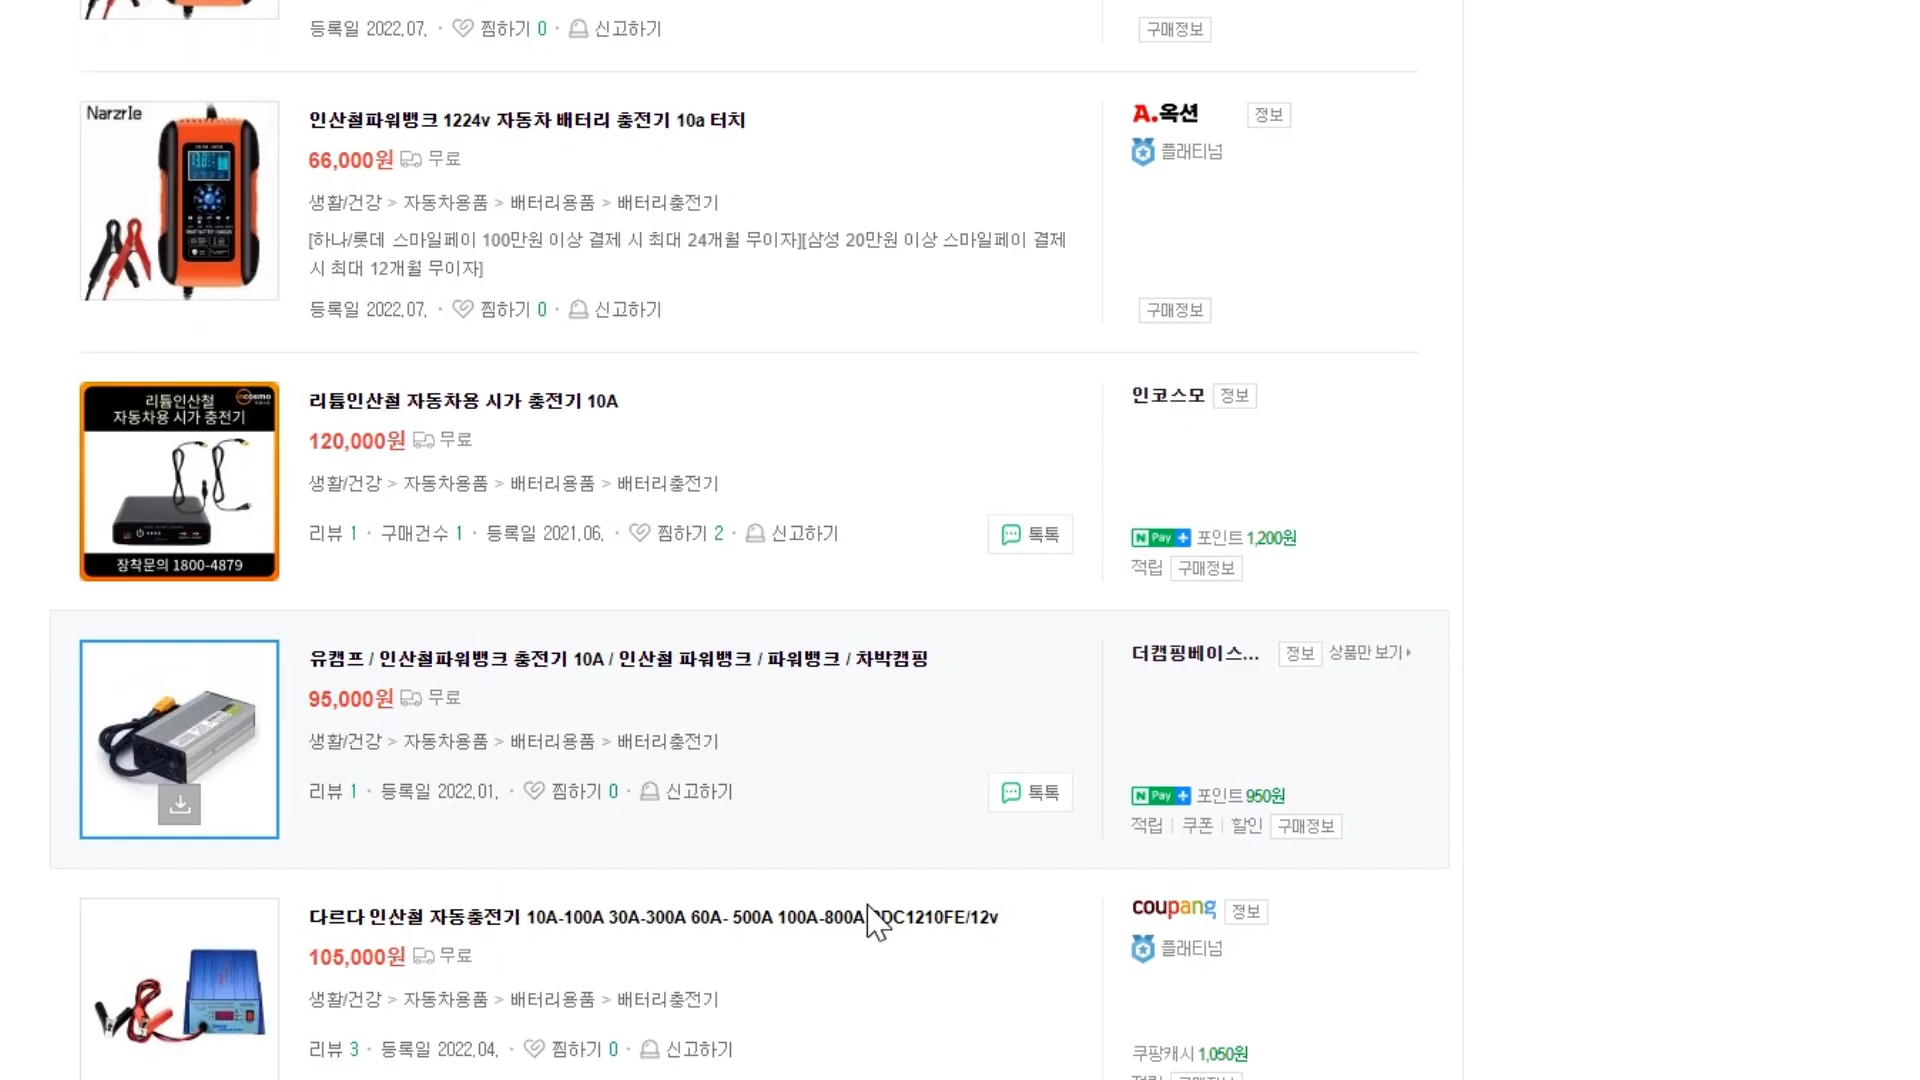 등록일 2022.07. · 찜하기 0 · 신고하기
구매정보
Narzrle
인산철파워뱅크 1224v 자동차 배터리 충전기 10a 터치
66,000원 무료
생활/건강 > 자동차용품 > 배터리용품 > 배터리충전기
[하나/롯데 스마일페이 100만원 이상 결제 시 최대 24개월 무이자][삼성 20만원 이상 스마일페이 결제
시 최대 12개월 무이자]
등록일 2022.07. · 찜하기 0 · 신고하기
A.옥션 정보
플래티넘
구매정보
incosmo
리튬인산철
자동차용 시가 충전기
장착문의 1800-4879
리튬인산철 자동차용 시가 충전기 10A
120,000원 무료
생활/건강 > 자동차용품 > 배터리용품 > 배터리충전기
리뷰 1 · 구매건수 1 · 등록일 2021.06. · 찜하기 2 · 신고하기
톡톡
인코스모 정보
N Pay + 포인트 1,200원
적립 구매정보
유캠프 / 인산철파워뱅크 충전기 10A / 인산철 파워뱅크 / 파워뱅크 / 차박캠핑
95,000원 무료
생활/건강 > 자동차용품 > 배터리용품 > 배터리충전기
리뷰 1 · 등록일 2022.01. · 찜하기 0 · 신고하기
톡톡
더캠핑베이스... 정보 상품만 보기
N Pay + 포인트 950원
적립 | 쿠폰 | 할인 구매정보
다르다 인산철 자동충전기 10A-100A 30A-300A 60A- 500A 100A-800A DC1210FE/12v
105,000원 무료
생활/건강 > 자동차용품 > 배터리용품 > 배터리충전기
리뷰 3 · 등록일 2022.04. · 찜하기 0 · 신고하기
coupang 정보
플래티넘
쿠팡캐시 1,050원